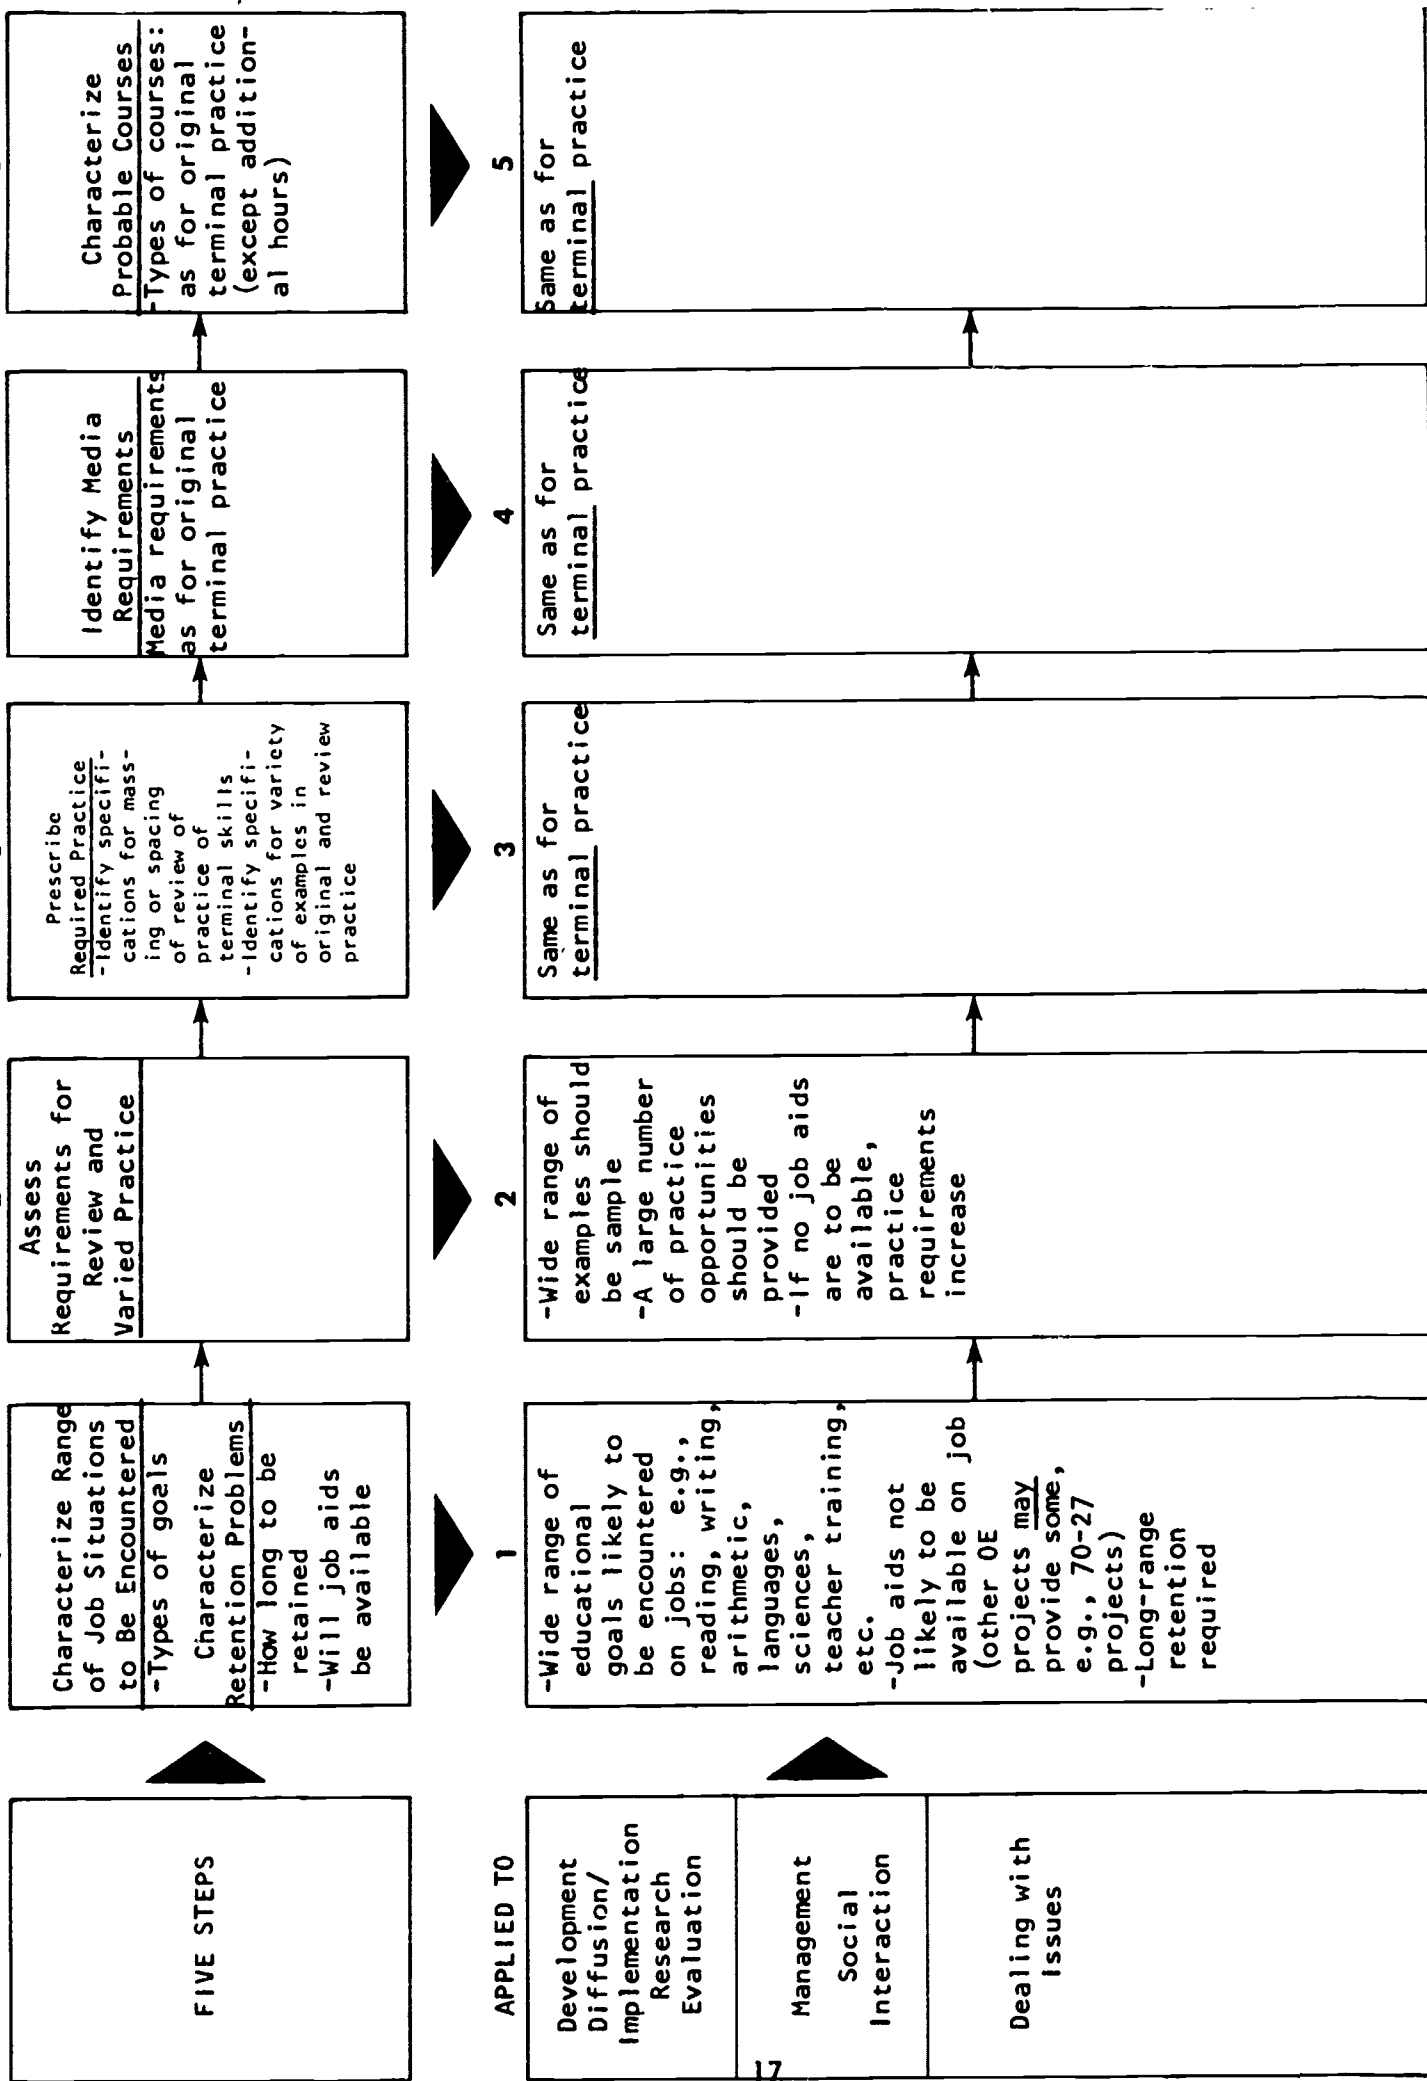 FIVE STEPS
Characterize Range
of Job Situations
to Be Encountered
-Types of goals
Characterize
Retention Problems
-How long to be
retained
-Will job aids
be available
Assess
Requirements for
Review and
Varied Practice
Prescribe
Required Practice
-Identify specifi-
cations for mass-
ing or spacing
of review of
practice of
terminal skills
-Identify specifi-
cations for variety
of examples in
original and review
practice
Identify Media
Requirements
Media requirements
as for original
terminal practice
Characterize
Probable Courses
-Types of courses:
as for original
terminal practice
(except addition-
al hours)
APPLIED TO
1
2
3
4
5
Development
Diffusion/
Implementation
Research
Evaluation
Management
Social
Interaction
Dealing with
Issues
-Wide range of
educational
goals likely to
be encountered
on jobs: e.g.,
reading, writing,
arithmetic,
languages,
sciences,
teacher training,
etc.
-Job aids not
likely to be
available on job
(other OE
projects may
provide some,
e.g., 70-27
projects)
-Long-range
retention
required
-Wide range of
examples should
be sample
-A large number
of practice
opportunities
should be
provided
-If no job aids
are to be
available,
practice
requirements
increase
Same as for
terminal practice
Same as for
terminal practice
Same as for
terminal practice
17